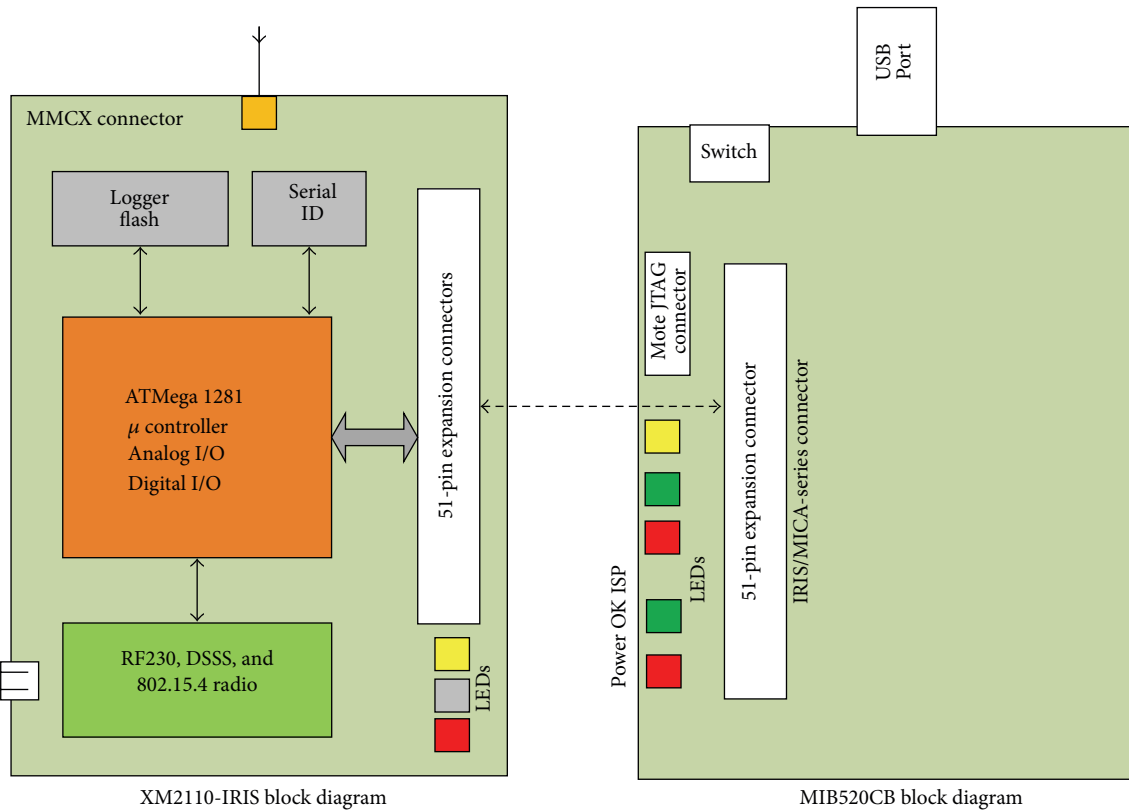 MMCX connector
Logger
flash
Serial
ID
ATMega 1281
μ controller
Analog I/O
Digital I/O
51-pin expansion connectors
RF230, DSSS, and
802.15.4 radio
LEDs
XM2110-IRIS block diagram
USB
Port
Switch
Mote JTAG
connector
51-pin expansion connector
IRIS/MICA-series connector
LEDs
Power OK ISP
MIB520CB block diagram